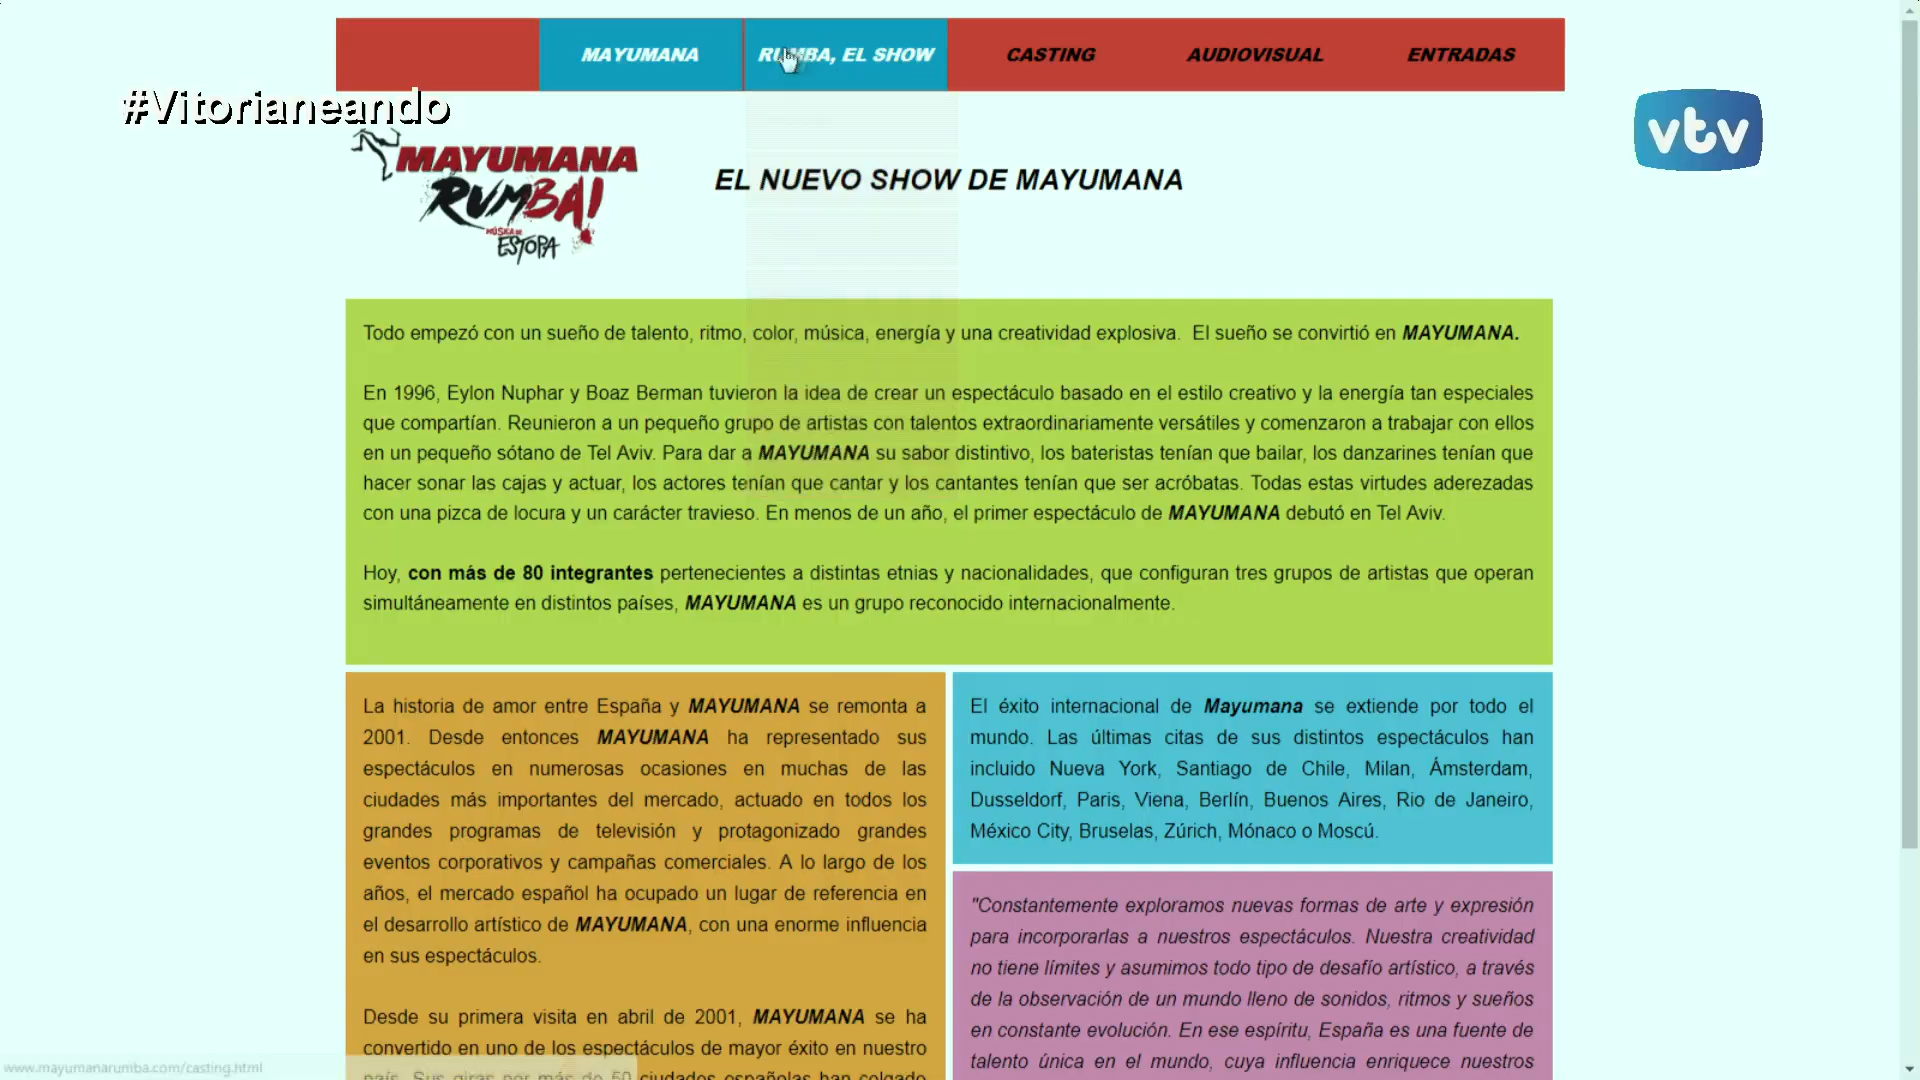 MAYUMANA RUMBA, EL SHOW CASTING AUDIOVISUAL ENTRADAS
#Vitorianeando
vtv
MAYUMANA
RUMBA!
MÚSICA DE
ESTOPA
EL NUEVO SHOW DE MAYUMANA
Todo empezó con un sueño de talento, ritmo, color, música, energía y una creatividad explosiva. El sueño se convirtió en MAYUMANA.
En 1996, Eylon Nuphar y Boaz Berman tuvieron la idea de crear un espectáculo basado en el estilo creativo y la energía tan especiales
que compartían. Reunieron a un pequeño grupo de artistas con talentos extraordinariamente versátiles y comenzaron a trabajar con ellos
en un pequeño sótano de Tel Aviv. Para dar a MAYUMANA su sabor distintivo, los bateristas tenían que bailar, los danzarines tenían que
hacer sonar las cajas y actuar, los actores tenían que cantar y los cantantes tenían que ser acróbatas. Todas estas virtudes aderezadas
con una pizca de locura y un carácter travieso. En menos de un año, el primer espectáculo de MAYUMANA debutó en Tel Aviv.
Hoy, con más de 80 integrantes pertenecientes a distintas etnias y nacionalidades, que configuran tres grupos de artistas que operan
simultáneamente en distintos países, MAYUMANA es un grupo reconocido internacionalmente.
La historia de amor entre España y MAYUMANA se remonta a
2001. Desde entonces MAYUMANA ha representado sus
espectáculos en numerosas ocasiones en muchas de las
ciudades más importantes del mercado, actuado en todos los
grandes programas de televisión y protagonizado grandes
eventos corporativos y campañas comerciales. A lo largo de los
años, el mercado español ha ocupado un lugar de referencia en
el desarrollo artístico de MAYUMANA, con una enorme influencia
en sus espectáculos.
Desde su primera visita en abril de 2001, MAYUMANA se ha
convertido en uno de los espectáculos de mayor éxito en nuestro
país. Sus giras por más de 50 ciudades españolas han colgado
El éxito internacional de Mayumana se extiende por todo el
mundo. Las últimas citas de sus distintos espectáculos han
incluido Nueva York, Santiago de Chile, Milan, Ámsterdam,
Dusseldorf, Paris, Viena, Berlín, Buenos Aires, Rio de Janeiro,
México City, Bruselas, Zúrich, Mónaco o Moscú.
"Constantemente exploramos nuevas formas de arte y expresión
para incorporarlas a nuestros espectáculos. Nuestra creatividad
no tiene límites y asumimos todo tipo de desafío artístico, a través
de la observación de un mundo lleno de sonidos, ritmos y sueños
en constante evolución. En ese espíritu, España es una fuente de
talento única en el mundo, cuya influencia enriquece nuestros
www.mayumanarumba.com/casting.html